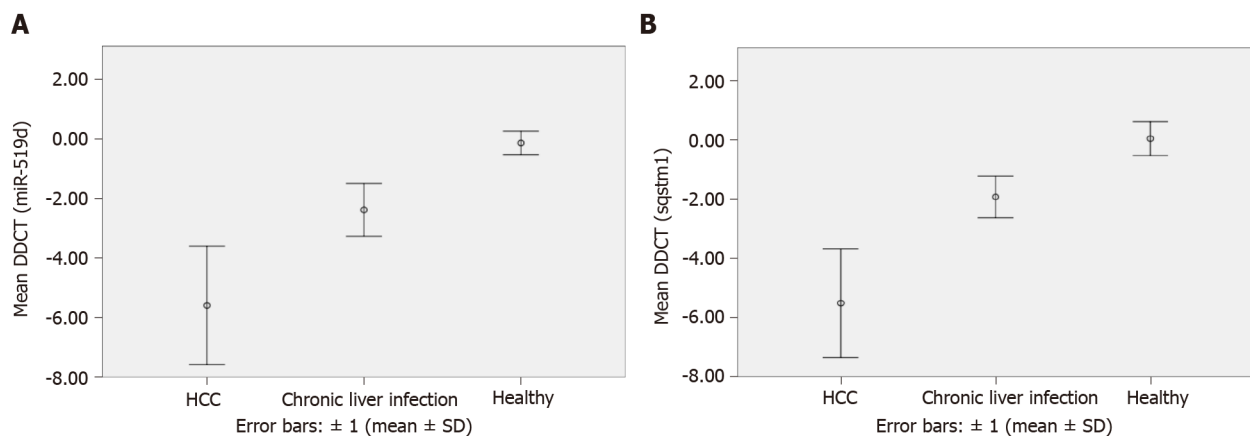 A
Mean DDCT (miR-519d)
2.00
0.00
-2.00
-4.00
-6.00
-8.00
HCC Chronic liver infection Healthy
Error bars: ± 1 (mean ± SD)
B
Mean DDCT (sqstm1)
2.00
0.00
-2.00
-4.00
-6.00
-8.00
HCC Chronic liver infection Healthy
Error bars: ± 1 (mean ± SD)